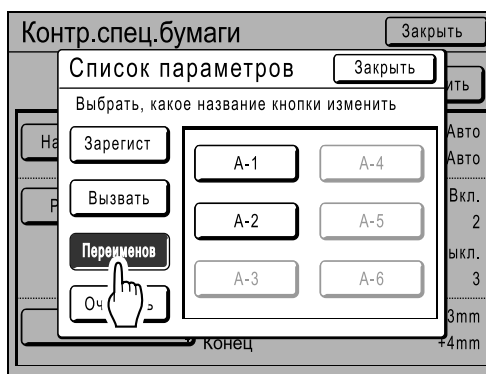 Контр.спец.бумаги Закрыть
Список параметров Закрыть
Выбрать, какое название кнопки изменить
Зарегист
Вызвать
Переименов
A-1 A-4
A-2 A-5
A-3 A-6
Авто
Авто
Вкл.
2
3
3mm
Конец +4mm